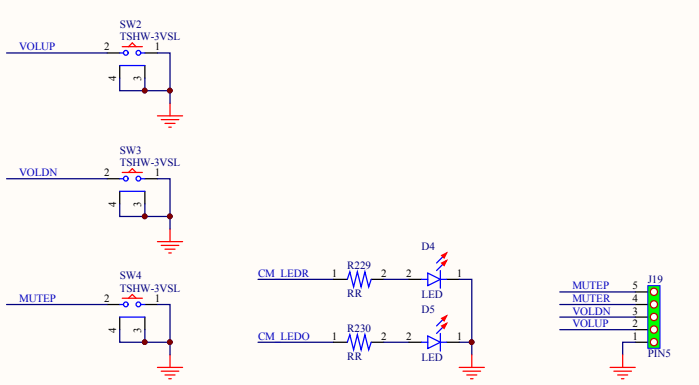 SW2
TSHW-3VSL
VOLUP 2 1
4 3
SW3
TSHW-3VSL
VOLDN 2 1
4 3
SW4
TSHW-3VSL
MUTEP 2 1
4 3
D4
CM_LEDR 1 R229 2 2 1
RR LED
D5
CM_LEDO 1 R230 2 2 1
RR LED
J19
MUTEP 5
MUTER 4
VOLDN 3
VOLUP 2
1
PIN5